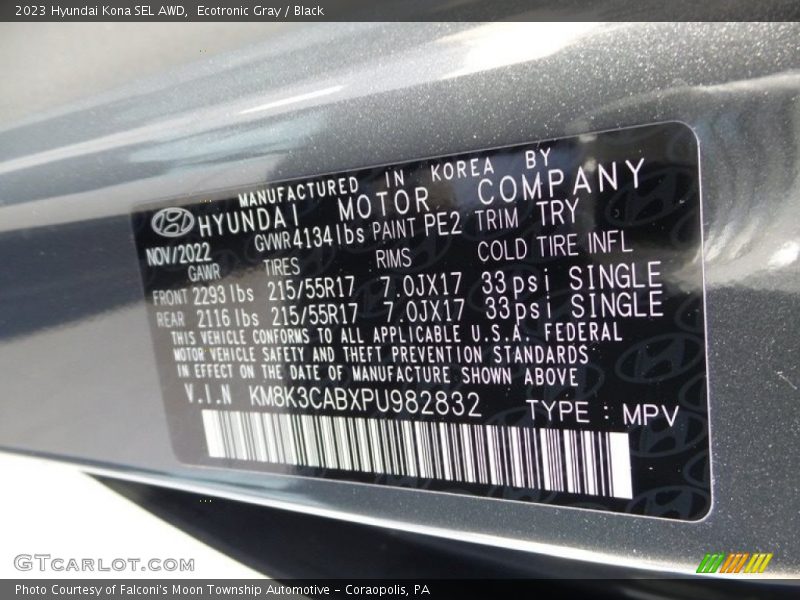 2023 Hyundai Kona SEL AWD, Ecotronic Gray / Black
MANUFACTURED IN KOREA BY
HYUNDAI MOTOR COMPANY
NOV/2022 GVWR 4134 lbs PAINT PE2 TRIM TRY
GAWR TIRES RIMS COLD TIRE INFL
FRONT 2293 lbs 215/55R17 7.0JX17 33psi SINGLE
REAR 2116 lbs 215/55R17 7.0JX17 33psi SINGLE
THIS VEHICLE CONFORMS TO ALL APPLICABLE U.S.A. FEDERAL
MOTOR VEHICLE SAFETY AND THEFT PREVENTION STANDARDS
IN EFFECT ON THE DATE OF MANUFACTURE SHOWN ABOVE
V.I.N KM8K3CABXPU982832 TYPE : MPV
GTcarlot.com
Photo Courtesy of Falconi's Moon Township Automotive - Coraopolis, PA